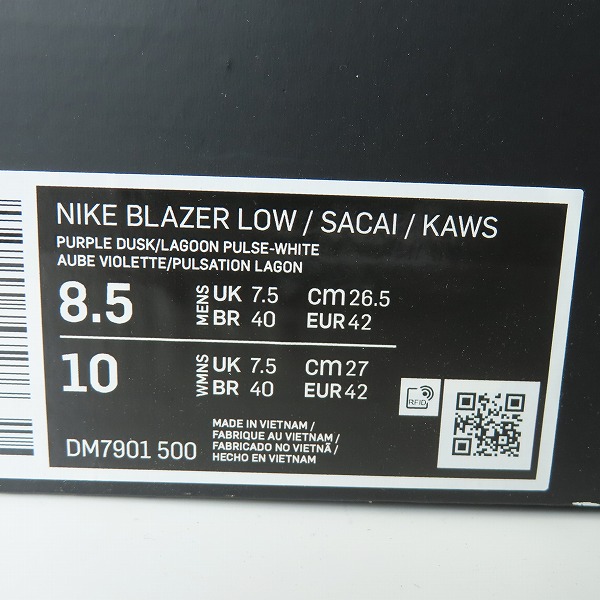 NIKE BLAZER LOW / SACAI / KAWS
PURPLE DUSK/LAGOON PULSE-WHITE
AUBE VIOLETTE/PULSATION LAGON
8.5 MENS UK 7.5 cm 26.5
BR 40 EUR 42
10 WMNS UK 7.5 cm 27
BR 40 EUR 42
RFID
DM7901 500
MADE IN VIETNAM /
FABRIQUE AU VIETNAM /
FABRICADO NO VIETNÃ /
HECHO EN VIETNAM